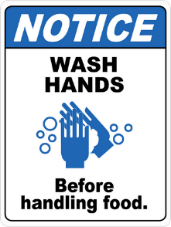 NOTICE
WASH
HANDS
Before
handling food.